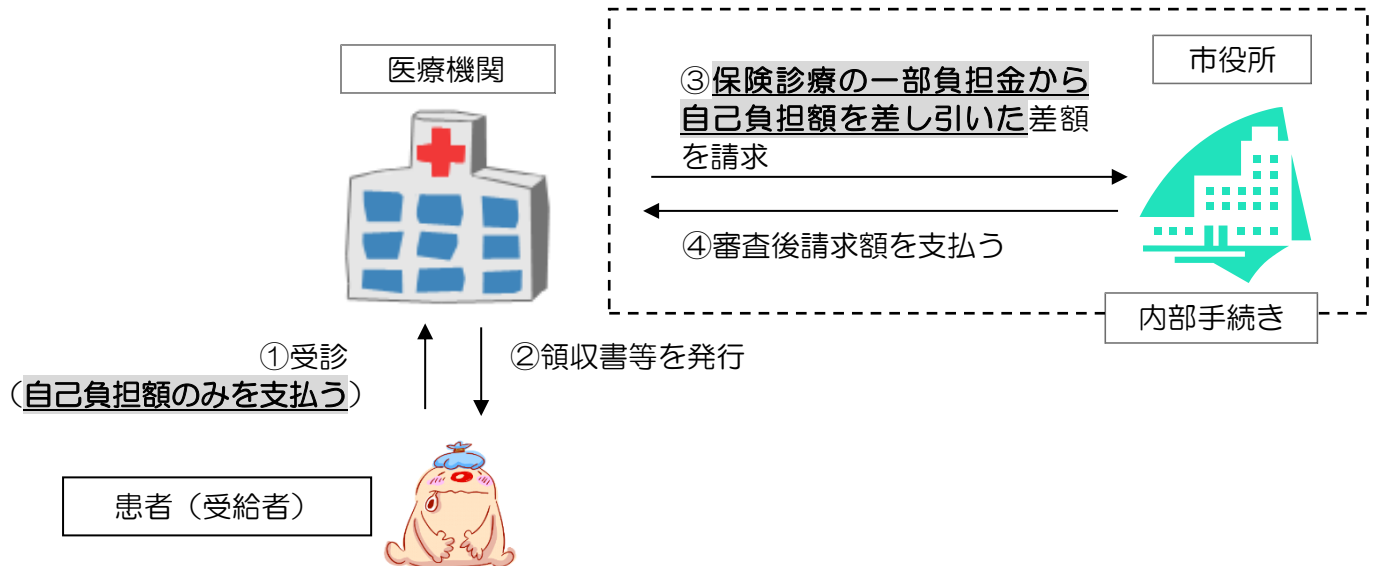 医療機関
市役所
③保険診療の一部負担金から
自己負担額を差し引いた差額
を請求
④審査後請求額を支払う
内部手続き
①受診
（自己負担額のみを支払う）
②領収書等を発行
患者（受給者）